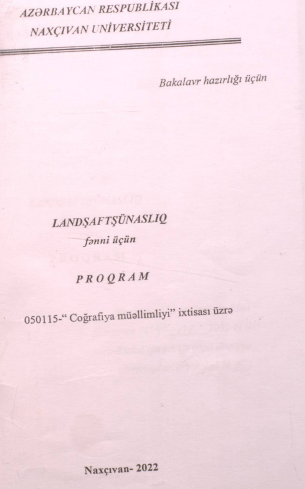 AZƏRBAYCAN RESPUBLİKASI
NAXÇIVAN UNİVERSİTETİ
Bakalavr hazırlığı üçün
LANDŞAFTŞÜNASLIQ
fənni üçün
PROQRAM
050115-“ Coğrafiya müəllimliyi” ixtisası üzrə
Naxçıvan- 2022